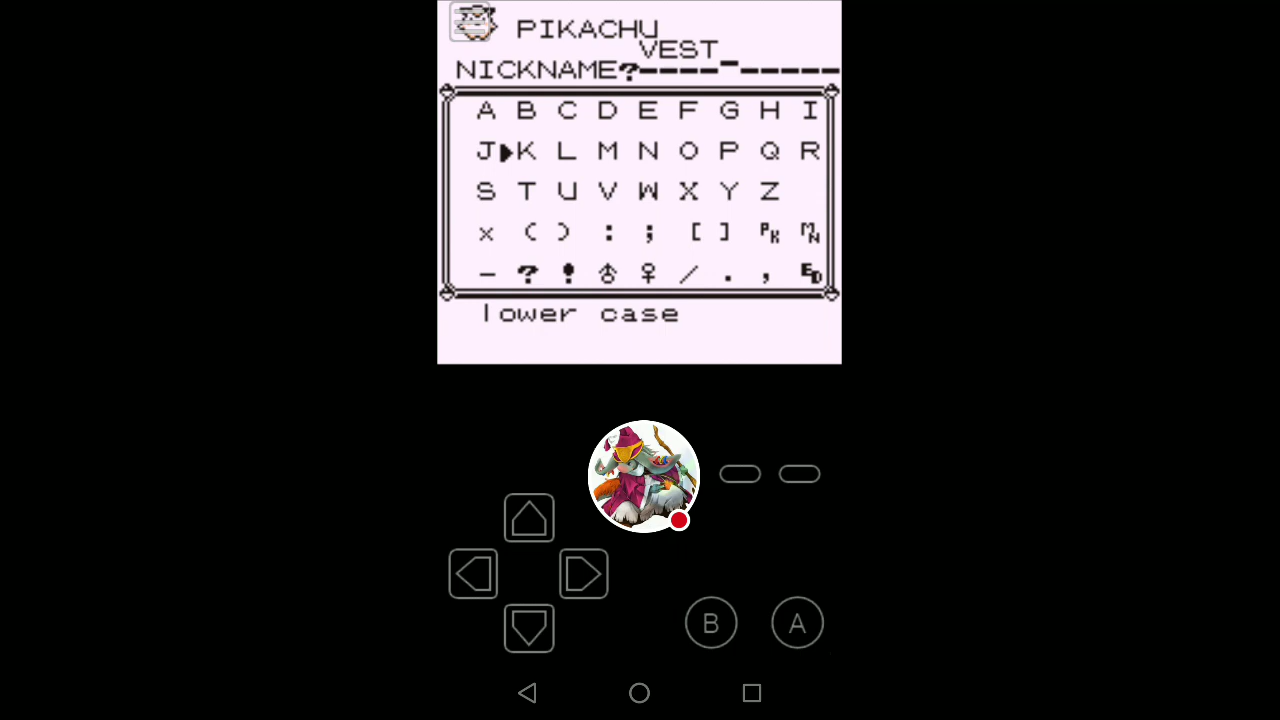 PIKACHU
VEST
NICKNAME?
A B C D E F G H I
J K L M N O P Q R
S T U V W X Y Z
× ( ) : ; [ ] PK MN
- ? ! ♂ ♀ / . , ED
lower case
B A